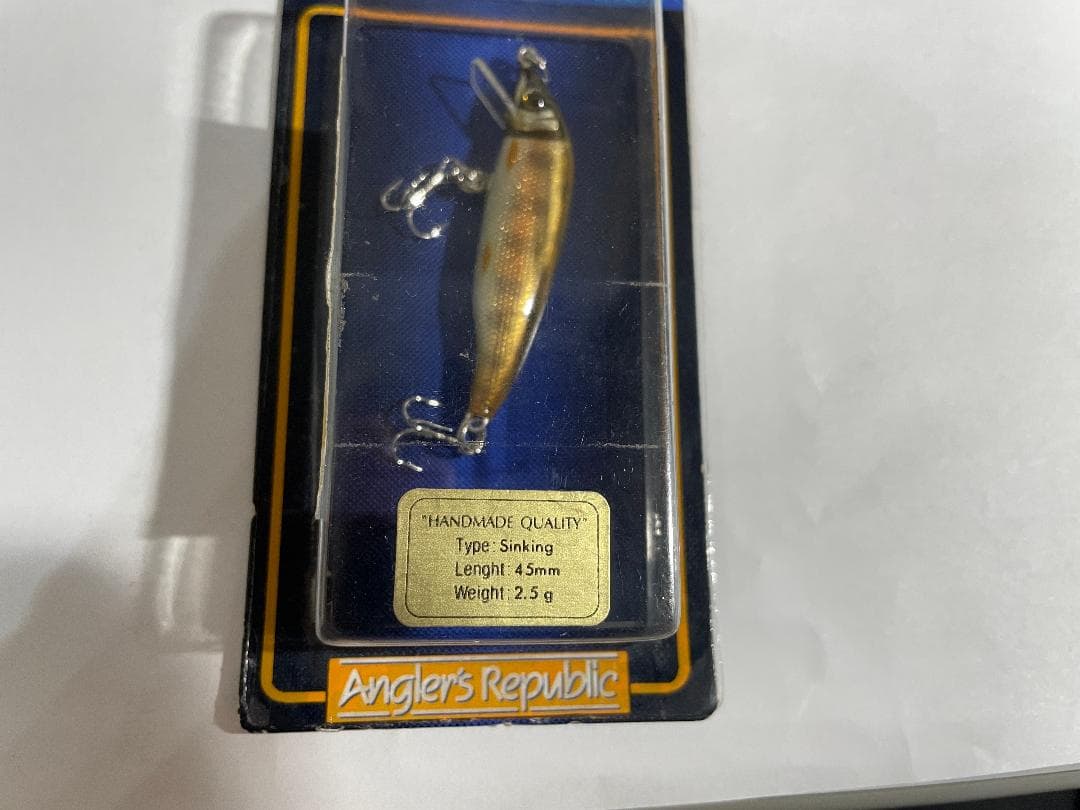 "HANDMADE QUALITY"
Type: Sinking
Lenght: 45mm
Weight: 2.5 g
Angler's Republic